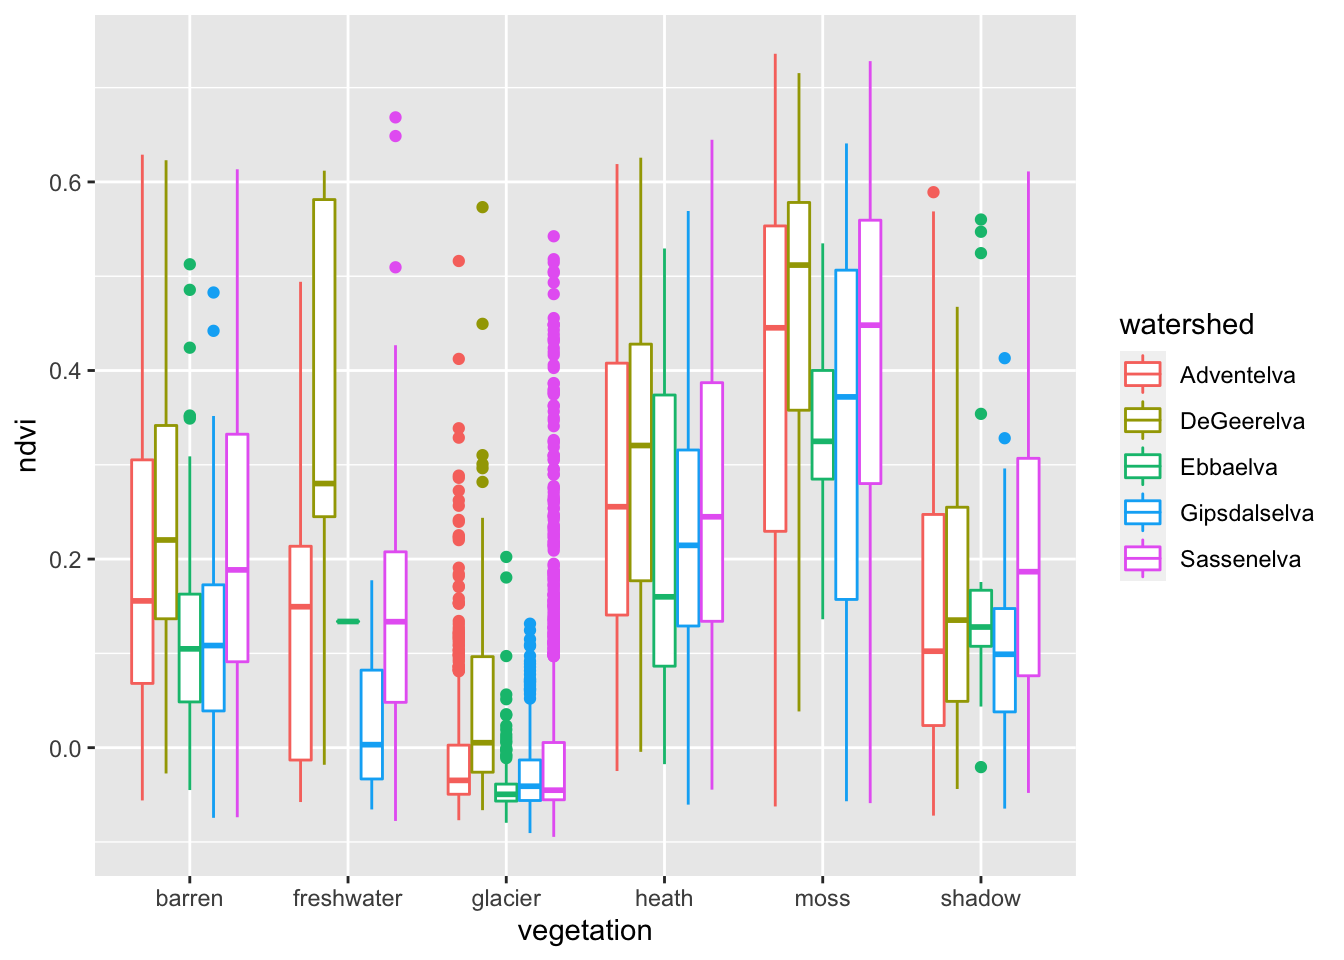 ndvi
0.6
0.4
0.2
0.0
barren freshwater glacier heath moss shadow
vegetation
watershed
Adventelva
DeGeerelva
Ebbaelva
Gipsdalselva
Sassenelva